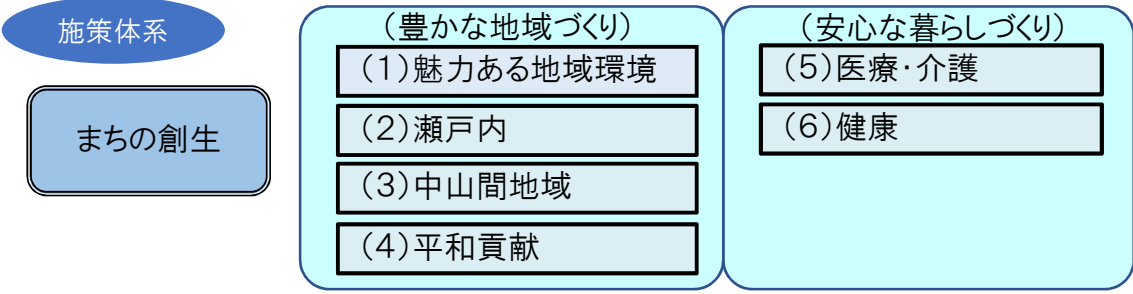 施策体系
まちの創生
（豊かな地域づくり）
（1）魅力ある地域環境
（2）瀬戸内
（3）中山間地域
（4）平和貢献
（安心な暮らしづくり）
（5）医療・介護
（6）健康